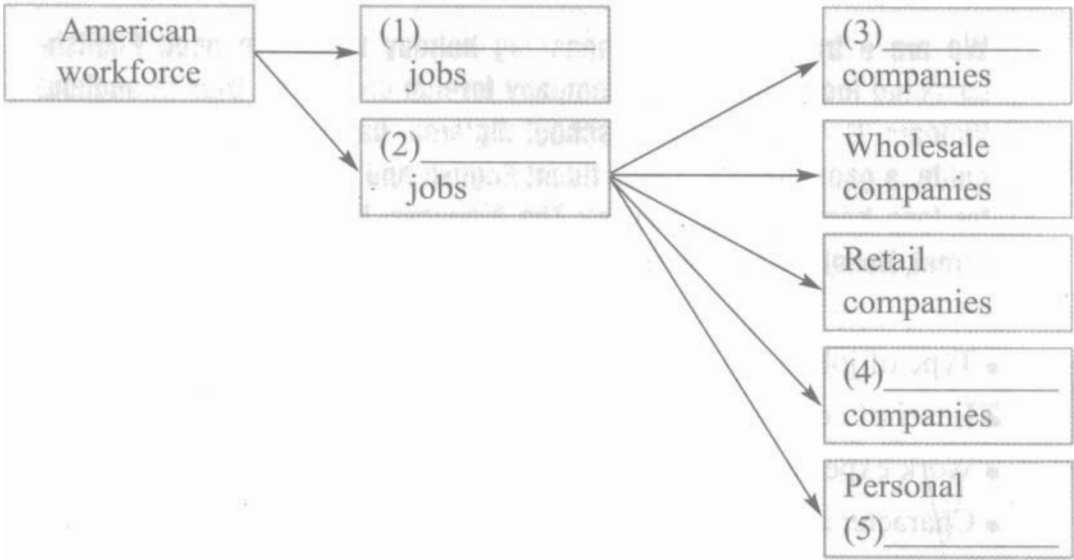 American
workforce
(1)
jobs
(2)
jobs
(3)
companies
Wholesale
companies
Retail
companies
(4)
companies
Personal
(5)